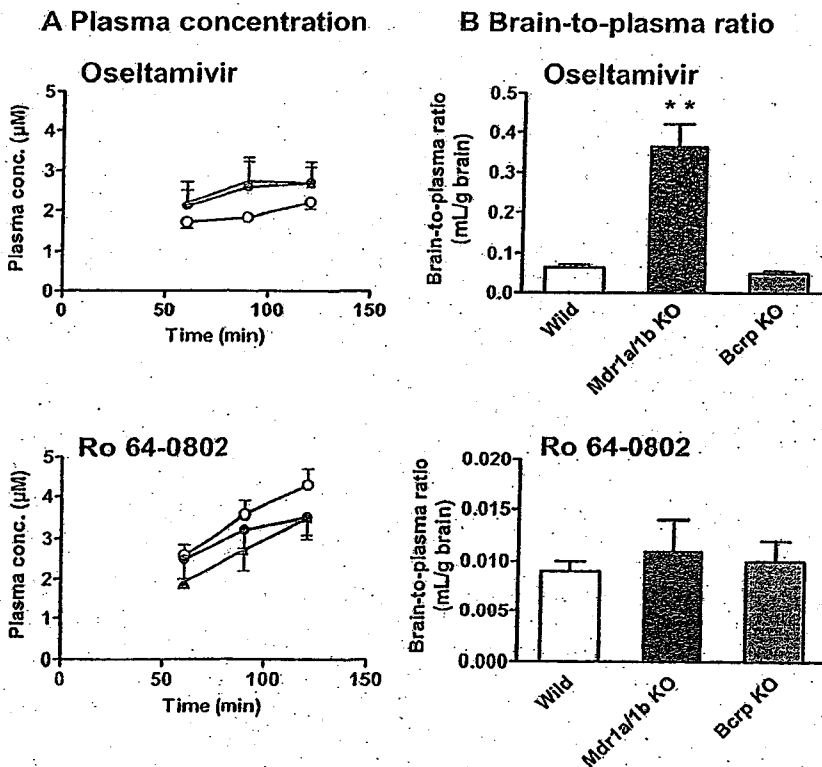 A Plasma concentration
B Brain-to-plasma ratio
Oseltamivir
Plasma conc. (µM)
5
4
3
2
1
0
0
50
100
150
Time (min)
Oseltamivir
Brain-to-plasma ratio
(mL/g brain)
0.5
0.4
0.3
0.2
0.1
0.0
**
Wild
Mdr1a/1b KO
Bcrp KO
Ro 64-0802
Plasma conc. (µM)
5
4
3
2
1
0
0
50
100
150
Time (min)
Ro 64-0802
Brain-to-plasma ratio
(mL/g brain)
0.020
0.015
0.010
0.005
0.000
Wild
Mdr1a/1b KO
Bcrp KO